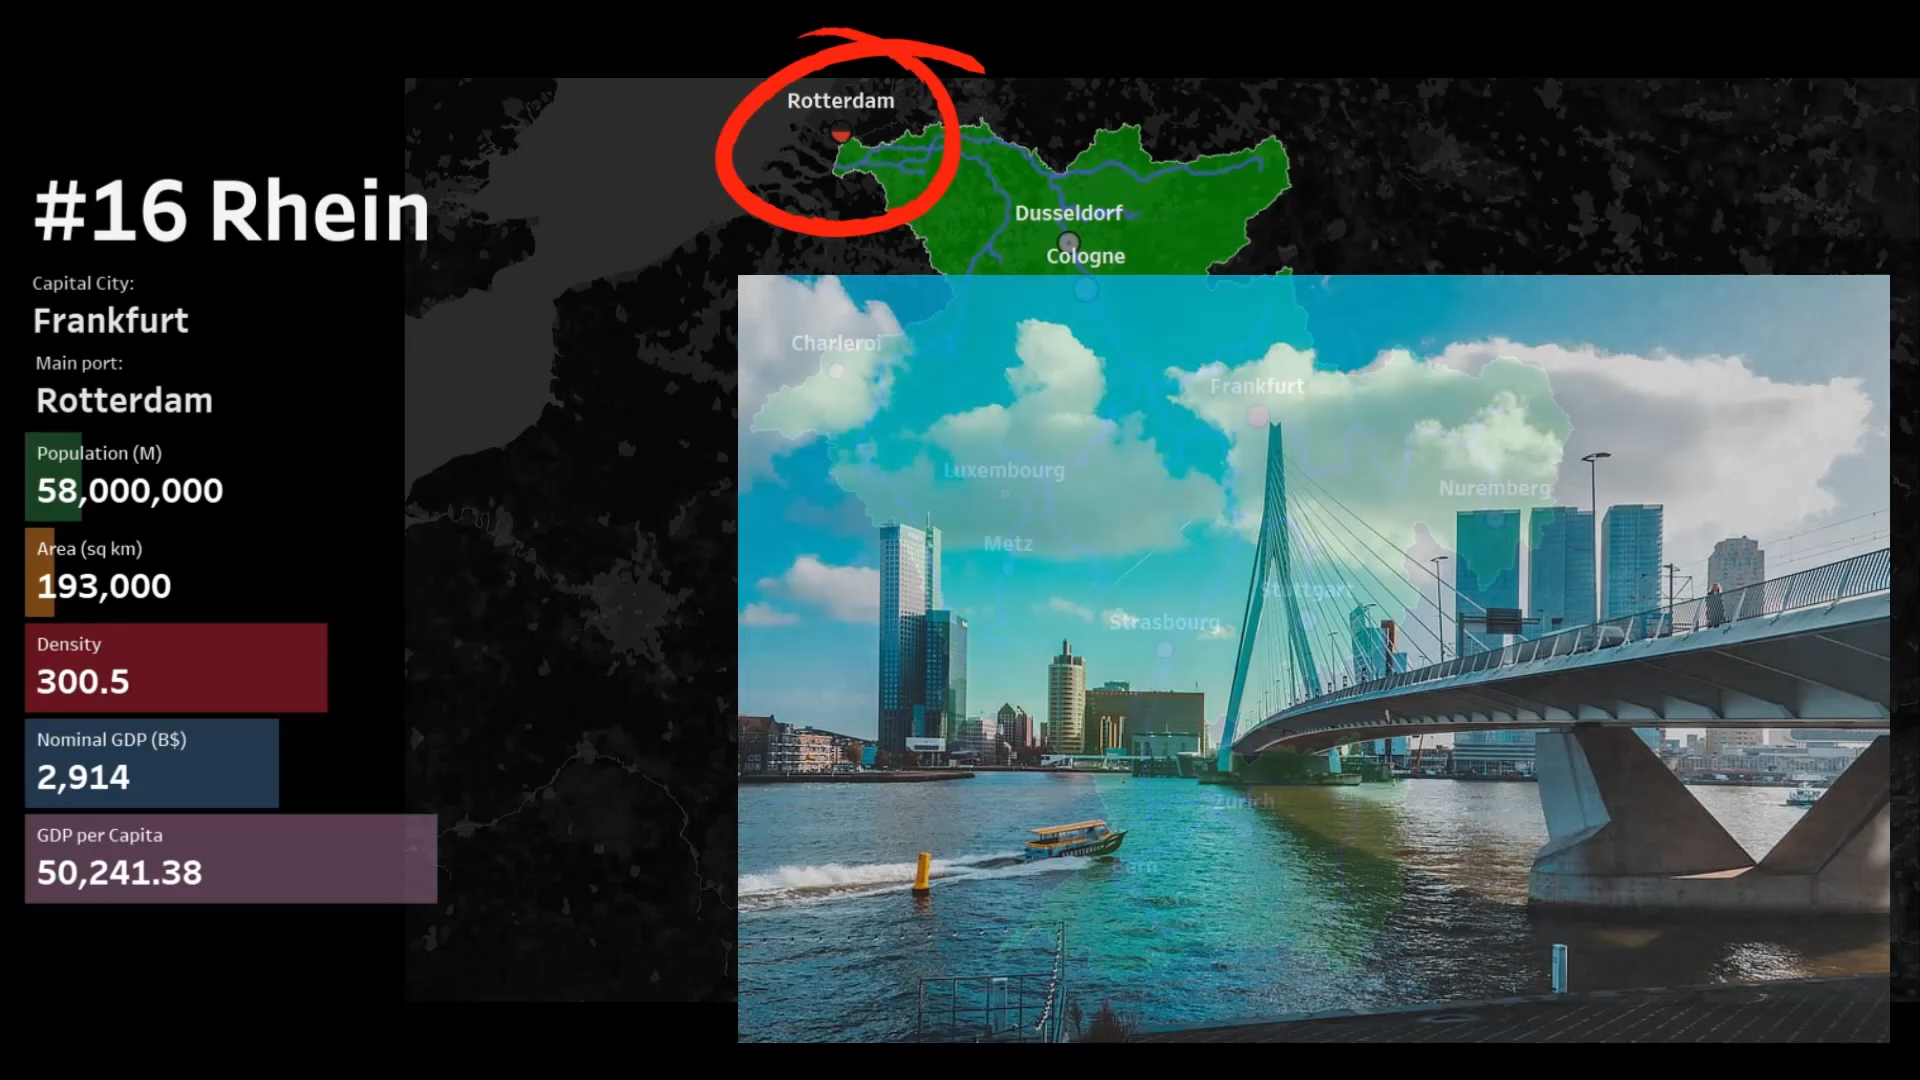 #16 Rhein
Capital City:
Frankfurt
Main port:
Rotterdam
Population (M)
58,000,000
Area (sq km)
193,000
Density
300.5
Nominal GDP (B$)
2,914
GDP per Capita
50,241.38
Rotterdam
Dusseldorf
Cologne
Charleroi
Frankfurt
Luxembourg
Nuremberg
Metz
Stuttgart
Strasbourg
Zurich
Bern